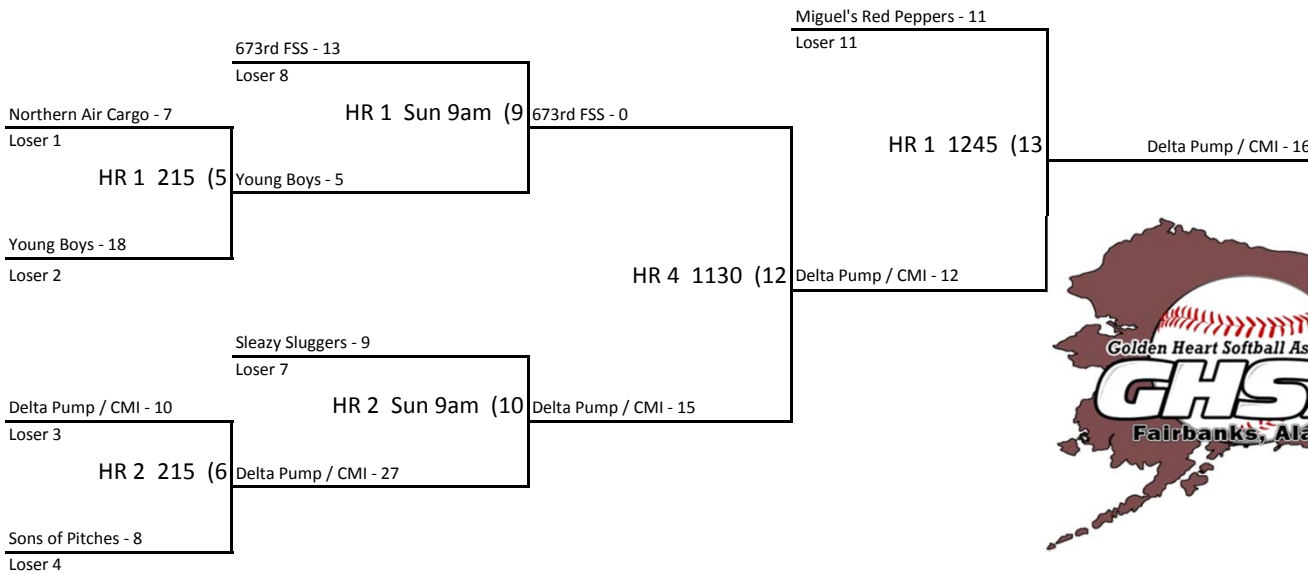 Miguel's Red Peppers - 11
Loser 11
673rd FSS - 13
Loser 8
Northern Air Cargo - 7
HR 1 Sun 9am (9
673rd FSS - 0
Loser 1
HR 1 1245 (13
Delta Pump / CMI - 16
HR 1 215 (5
Young Boys - 5
Young Boys - 18
Loser 2
HR 4 1130 (12
Delta Pump / CMI - 12
Sleazy Sluggers - 9
Loser 7
Delta Pump / CMI - 10
HR 2 Sun 9am (10
Delta Pump / CMI - 15
Loser 3
HR 2 215 (6
Delta Pump / CMI - 27
Sons of Pitches - 8
Loser 4
Golden Heart Softball As
GHS
Fairbanks, Ala